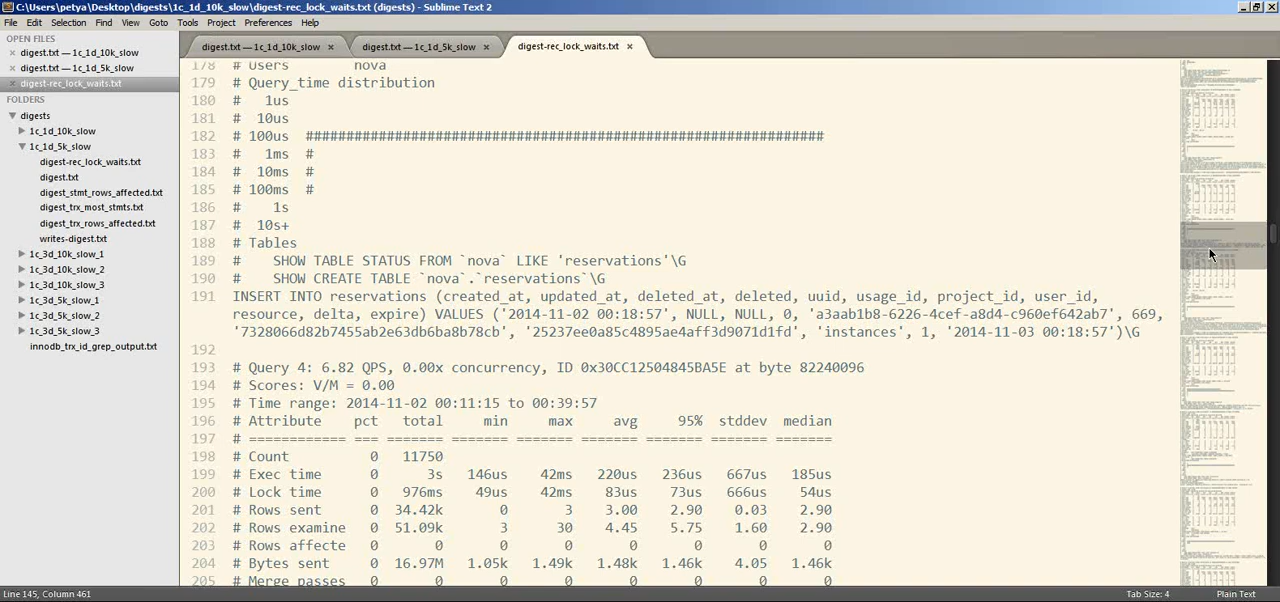 C:\Users\petya\Desktop\digests\1c_1d_10k_slow\digest-rec_lock_waits.txt (digests) - Sublime Text 2
File Edit Selection Find View Goto Tools Project Preferences Help
OPEN FILES
digest.txt — 1c_1d_10k_slow
digest.txt — 1c_1d_5k_slow
digest-rec_lock_waits.txt
FOLDERS
digests
1c_1d_10k_slow
1c_1d_5k_slow
digest-rec_lock_waits.txt
digest.txt
digest_stmt_rows_affected.txt
digest_trx_most_stmts.txt
digest_trx_rows_affected.txt
writes-digest.txt
1c_3d_10k_slow_1
1c_3d_10k_slow_2
1c_3d_10k_slow_3
1c_3d_5k_slow_1
1c_3d_5k_slow_2
1c_3d_5k_slow_3
innodb_trx_id_grep_output.txt
digest.txt — 1c_1d_10k_slow digest.txt — 1c_1d_5k_slow digest-rec_lock_waits.txt
178 # Users nova
179 # Query_time distribution
180 # 1us
181 # 10us
182 # 100us ################################################################
183 # 1ms #
184 # 10ms #
185 # 100ms #
186 # 1s
187 # 10s+
188 # Tables
189 # SHOW TABLE STATUS FROM `nova` LIKE 'reservations'\G
190 # SHOW CREATE TABLE `nova`.`reservations`\G
191 INSERT INTO reservations (created_at, updated_at, deleted_at, deleted, uuid, usage_id, project_id, user_id,
resource, delta, expire) VALUES ('2014-11-02 00:18:57', NULL, NULL, 0, 'a3aab1b8-6226-4cef-a8d4-c960ef642ab7', 669,
'7328066d82b7455ab2e63db6ba8b78cb', '25237ee0a85c4895ae4aff3d9071d1fd', 'instances', 1, '2014-11-03 00:18:57')\G
192
193 # Query 4: 6.82 QPS, 0.00x concurrency, ID 0x30CC12504845BA5E at byte 82240096
194 # Scores: V/M = 0.00
195 # Time range: 2014-11-02 00:11:15 to 00:39:57
196 # Attribute pct total min max avg 95% stddev median
197 # ============ === ======= ======= ======= ======= ======= ======= =======
198 # Count 0 11750
199 # Exec time 0 3s 146us 42ms 220us 236us 667us 185us
200 # Lock time 0 976ms 49us 42ms 83us 73us 666us 54us
201 # Rows sent 0 34.42k 0 3 3.00 2.90 0.03 2.90
202 # Rows examine 0 51.09k 3 30 4.45 5.75 1.60 2.90
203 # Rows affecte 0 0 0 0 0 0 0 0
204 # Bytes sent 0 16.97M 1.05k 1.49k 1.48k 1.46k 4.05 1.46k
205 # Merge passes 0 0 0 0 0 0 0 0
Line 145, Column 461 Tab Size: 4 Plain Text